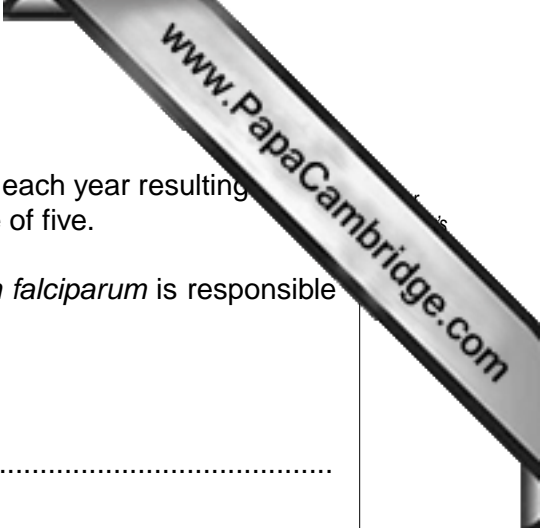 www.PapaCambridge.com
each year resulting
of five.
falciparum is responsible
..........................................